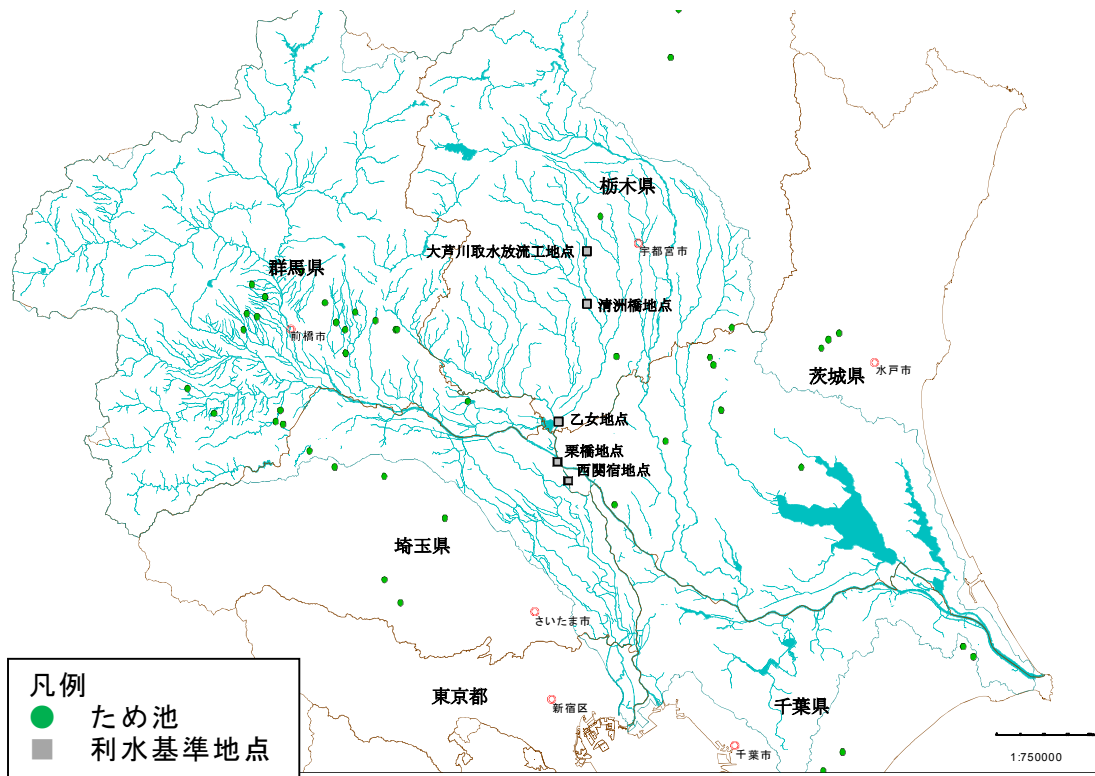 栃木県
宇都宮市
大芦川取水放流工地点
群馬県
清洲橋地点
前橋市
水戸市
茨城県
乙女地点
栗橋地点
西関宿地点
埼玉県
さいたま市
東京都
新宿区
千葉県
千葉市
1:750000
凡例
ため池
利水基準地点